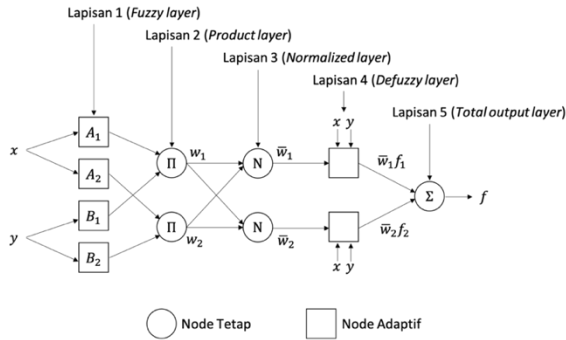 Lapisan 1 (Fuzzy layer)
Lapisan 2 (Product layer)
Lapisan 3 (Normalized layer)
Lapisan 4 (Defuzzy layer)
Lapisan 5 (Total output layer)
x y
x
A₁
A₂
y
B₁
B₂
Π
w₁
Π
w₂
N
w̅₁
N
w̅₂
w̅₁f₁
w̅₂f₂
x y
Σ
f
Node Tetap
Node Adaptif